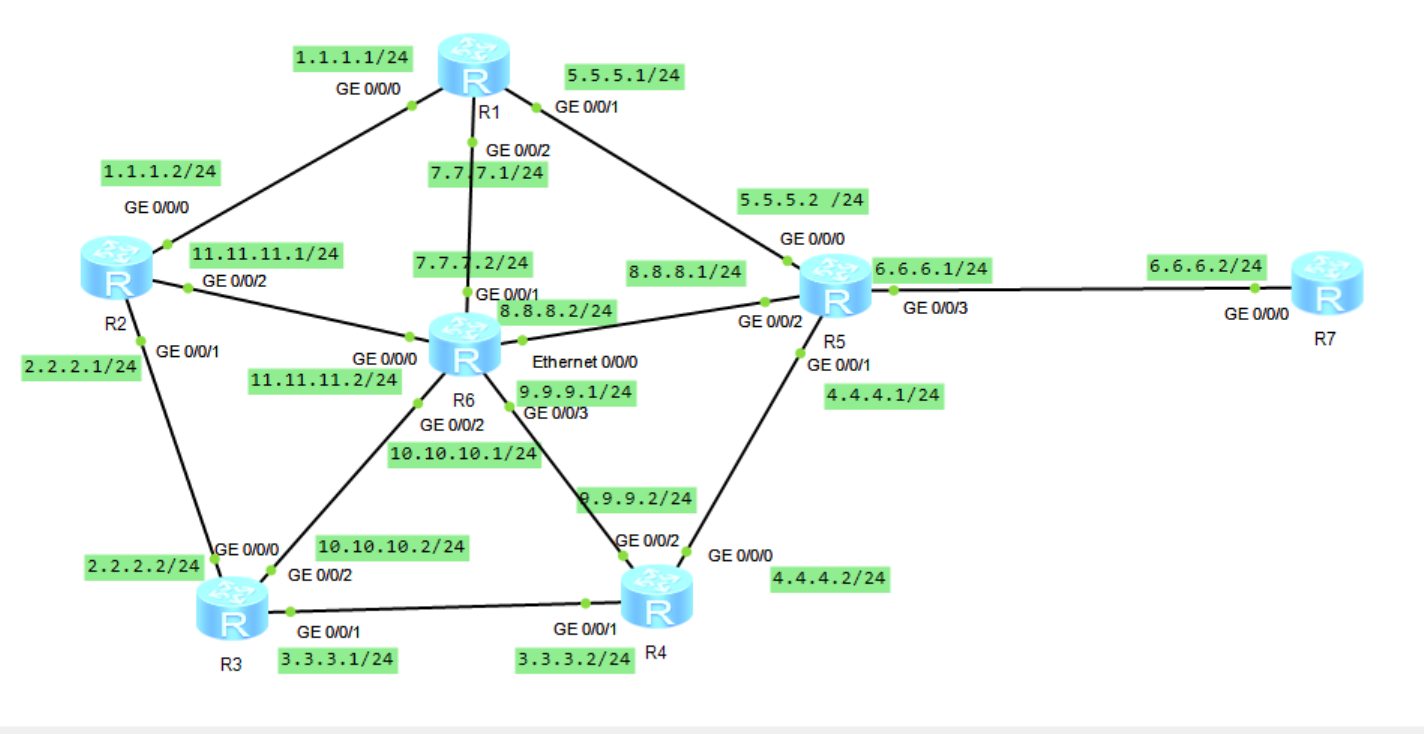 1.1.1.1/24
5.5.5.1/24
GE 0/0/0
GE 0/0/1
R
R1
GE 0/0/2
7.7.7.1/24
1.1.1.2/24
GE 0/0/0
5.5.5.2 /24
GE 0/0/0
11.11.11.1/24
GE 0/0/2
R
R2
7.7.7.2/24
GE 0/0/1
8.8.8.1/24
GE 0/0/2
6.6.6.1/24
GE 0/0/3
R
R5
6.6.6.2/24
GE 0/0/0
R
R7
8.8.8.2/24
Ethernet 0/0/0
GE 0/0/1
2.2.2.1/24
GE 0/0/0
11.11.11.2/24
R
R6
GE 0/0/1
4.4.4.1/24
9.9.9.1/24
GE 0/0/3
GE 0/0/2
10.10.10.1/24
9.9.9.2/24
GE 0/0/2
GE 0/0/0
4.4.4.2/24
GE 0/0/0
2.2.2.2/24
10.10.10.2/24
GE 0/0/2
R
R3
GE 0/0/1
3.3.3.1/24
GE 0/0/1
3.3.3.2/24
R
R4